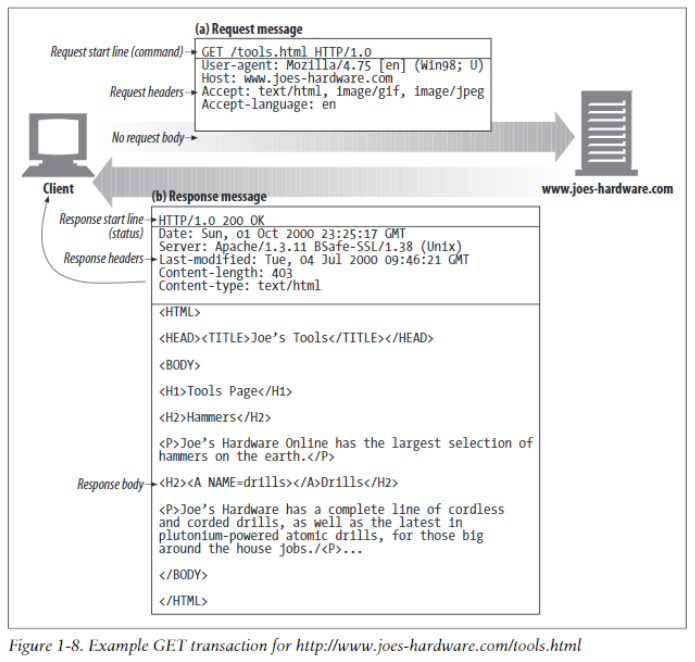 (a) Request message
Request start line (command)
GET /tools.html HTTP/1.0
User-agent: Mozilla/4.75 [en] (Win98; U)
Host: www.joes-hardware.com
Request headers
Accept: text/html, image/gif, image/jpeg
Accept-language: en
No request body
Client
www.joes-hardware.com
(b) Response message
Response start line
(status)
HTTP/1.0 200 OK
Date: Sun, 01 Oct 2000 23:25:17 GMT
Server: Apache/1.3.11 BSafe-SSL/1.38 (Unix)
Response headers
Last-modified: Tue, 04 Jul 2000 09:46:21 GMT
Content-length: 403
Content-type: text/html
<HTML>
<HEAD><TITLE>Joe's Tools</TITLE></HEAD>
<BODY>
<H1>Tools Page</H1>
<H2>Hammers</H2>
<P>Joe's Hardware Online has the largest selection of
hammers on the earth.</P>
Response body
<H2><A NAME=drills></A>Drills</H2>
<P>Joe's Hardware has a complete line of cordless
and corded drills, as well as the latest in
plutonium-powered atomic drills, for those big
around the house jobs./<P>...
</BODY>
</HTML>
Figure 1-8. Example GET transaction for http://www.joes-hardware.com/tools.html